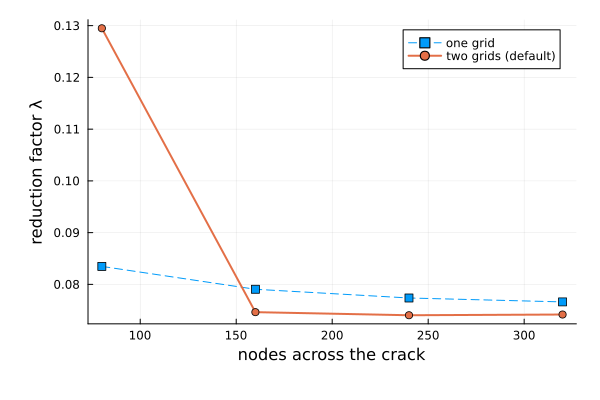 0.13
0.12
0.11
0.10
0.09
0.08
reduction factor λ
one grid
two grids (default)
100
150
200
250
300
nodes across the crack